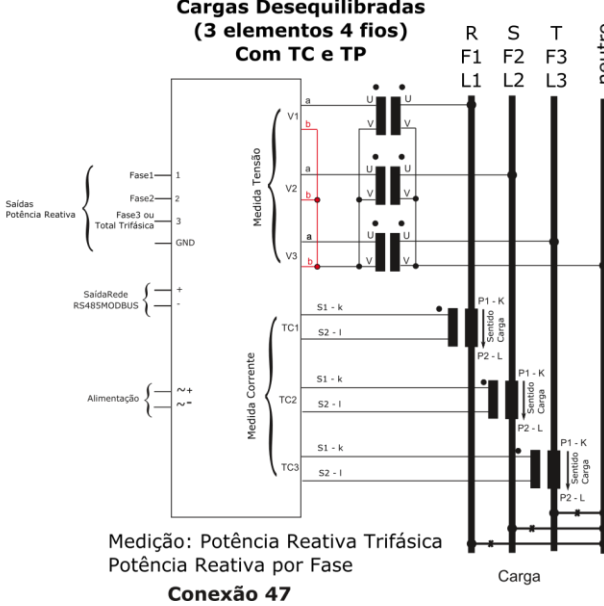 Cargas Desequilibradas
(3 elementos 4 fios)
Com TC e TP
R S T
F1 F2 F3
L1 L2 L3
neutro
a
V1
b
U U
V V
a
V2
b
U U
V V
a
V3
b
U U
V V
Medida Tensão
Saídas
Potência Reativa
Fase1 1
Fase2 2
Fase3 ou
Total Trifásica
3
GND
SaídaRede
RS485MODBUS
+
-
Alimentação
~+
~-
Medida Corrente
S1 - k
TC1
S2 - l
P1 - K
Sentido
Carga
P2 - L
S1 - k
TC2
S2 - l
P1 - K
Sentido
Carga
P2 - L
S1 - k
TC3
S2 - l
P1 - K
Sentido
Carga
P2 - L
Medição: Potência Reativa Trifásica
Potência Reativa por Fase
Carga
Conexão 47